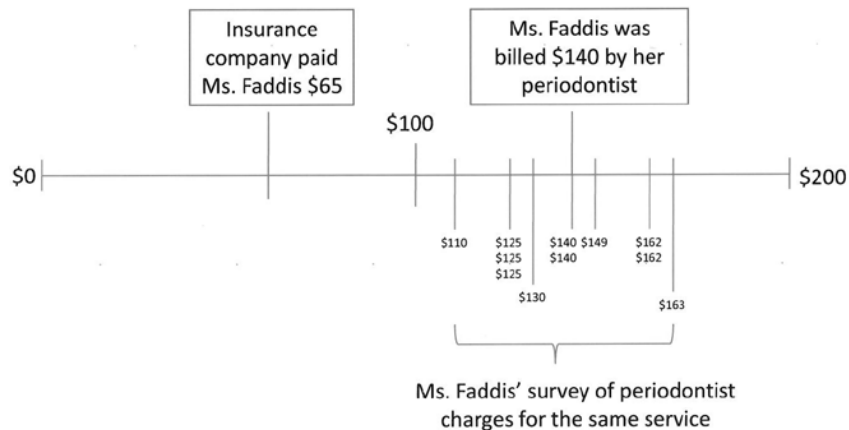 Insurance
company paid
Ms. Faddis $65
Ms. Faddis was
billed $140 by her
periodontist
$100
$0
$200
$110
$125
$125
$125
$130
$140
$140
$149
$162
$162
$163
Ms. Faddis’ survey of periodontist
charges for the same service